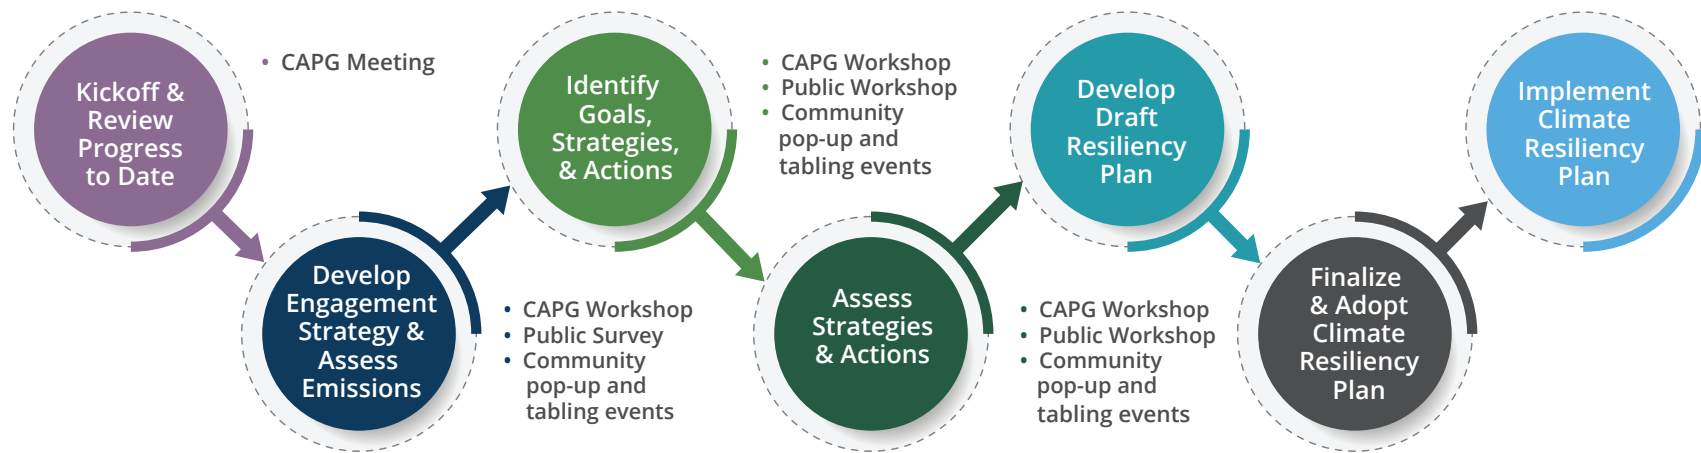 Kickoff &
Review
Progress
to Date
• CAPG Meeting
Develop
Engagement
Strategy &
Assess
Emissions
• CAPG Workshop
• Public Survey
• Community
pop-up and
tabling events
Identify
Goals,
Strategies,
& Actions
• CAPG Workshop
• Public Workshop
• Community
pop-up and
tabling events
Assess
Strategies
& Actions
• CAPG Workshop
• Public Workshop
• Community
pop-up and
tabling events
Develop
Draft
Resiliency
Plan
Finalize
& Adopt
Climate
Resiliency
Plan
Implement
Climate
Resiliency
Plan